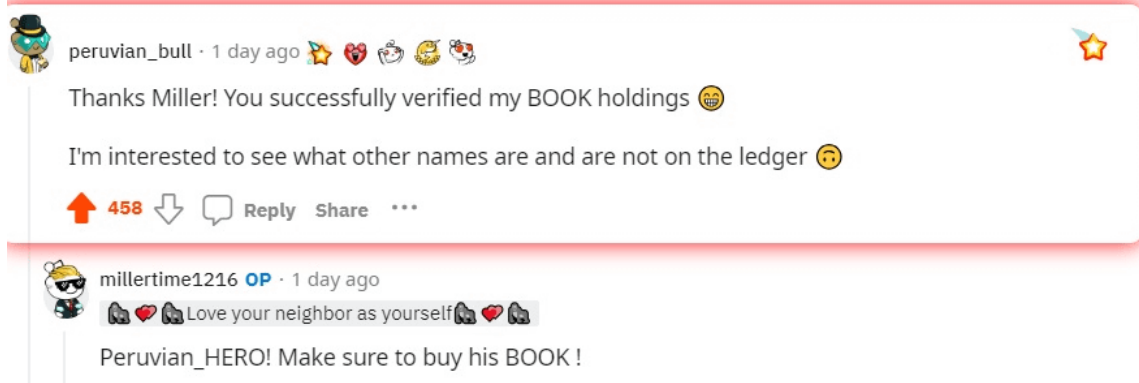 peruvian_bull · 1 day ago
Thanks Miller! You successfully verified my BOOK holdings 😁
I'm interested to see what other names are and are not on the ledger 🙃
458 Reply Share ···
millertime1216 OP · 1 day ago
🦍💕🦍Love your neighbor as yourself🦍💕🦍
Peruvian_HERO! Make sure to buy his BOOK !